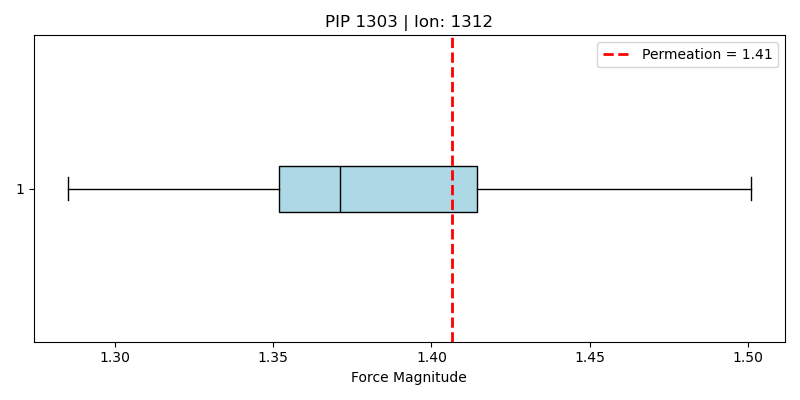 PIP 1303 | Ion: 1312
Permeation = 1.41
1
1.30 1.35 1.40 1.45 1.50
Force Magnitude